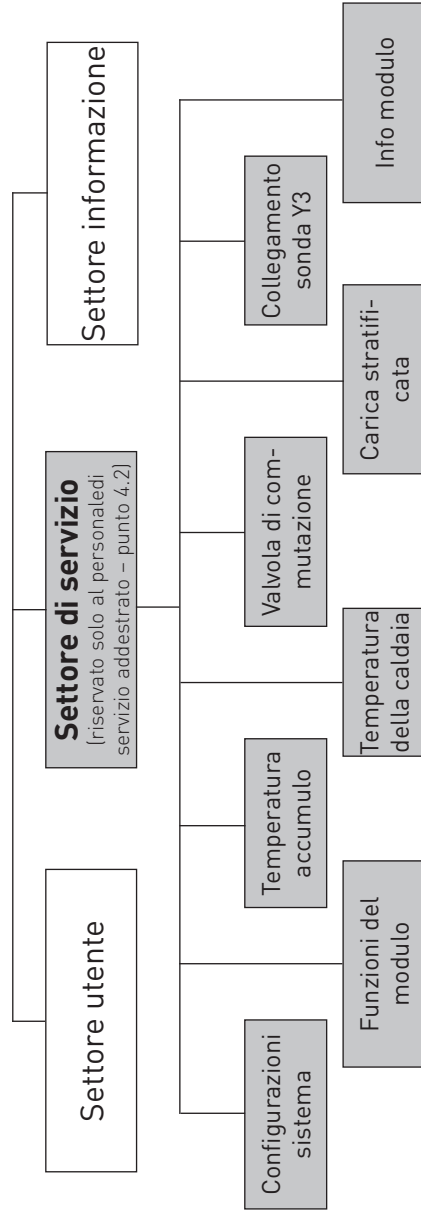 Settore utente
Settore di servizio
(riservato solo al personaledi
servizio addestrato – punto 4.2)
Settore informazione
Configurazioni
sistema
Funzioni del
modulo
Temperatura
accumulo
Temperatura
della caldaia
Valvola di com-
mutazione
Carica stratifi-
cata
Collegamento
sonda Y3
Info modulo